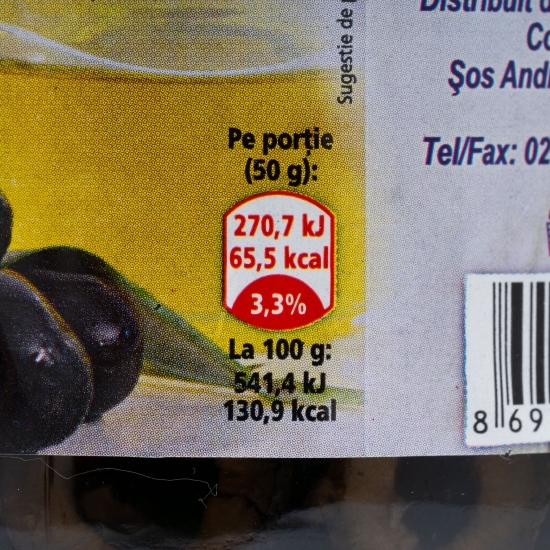 Sugestie de
Distribuit
Co
Şos And
Tel/Fax: 02
Pe porție
(50 g):
270,7 kJ
65,5 kcal
3,3%
La 100 g:
541,4 kJ
130,9 kcal
8 69